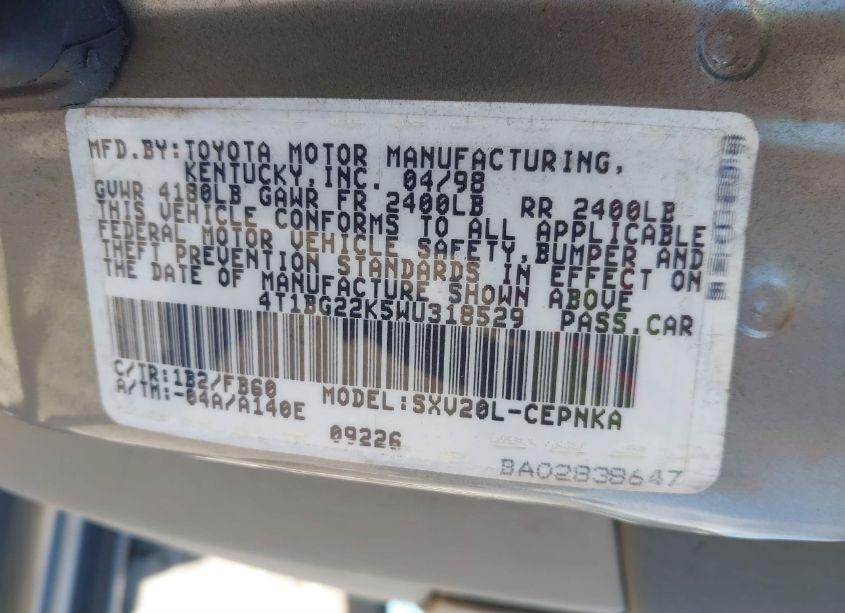 MFD.BY:TOYOTA MOTOR MANUFACTURING,
KENTUCKY,INC. 04/98
GVWR 4180LB GAWR FR 2400LB RR 2400LB
THIS VEHICLE CONFORMS TO ALL APPLICABLE
FEDERAL MOTOR VEHICLE SAFETY,BUMPER AND
THEFT PREVENTION STANDARDS IN EFFECT ON
THE DATE OF MANUFACTURE SHOWN ABOVE
4T1BG22K5WU318529 PASS.CAR
C/TR:1B2/FB60
A/TM:-04A/A140E MODEL:SXV20L-CEPNKA
09226
BA02838647